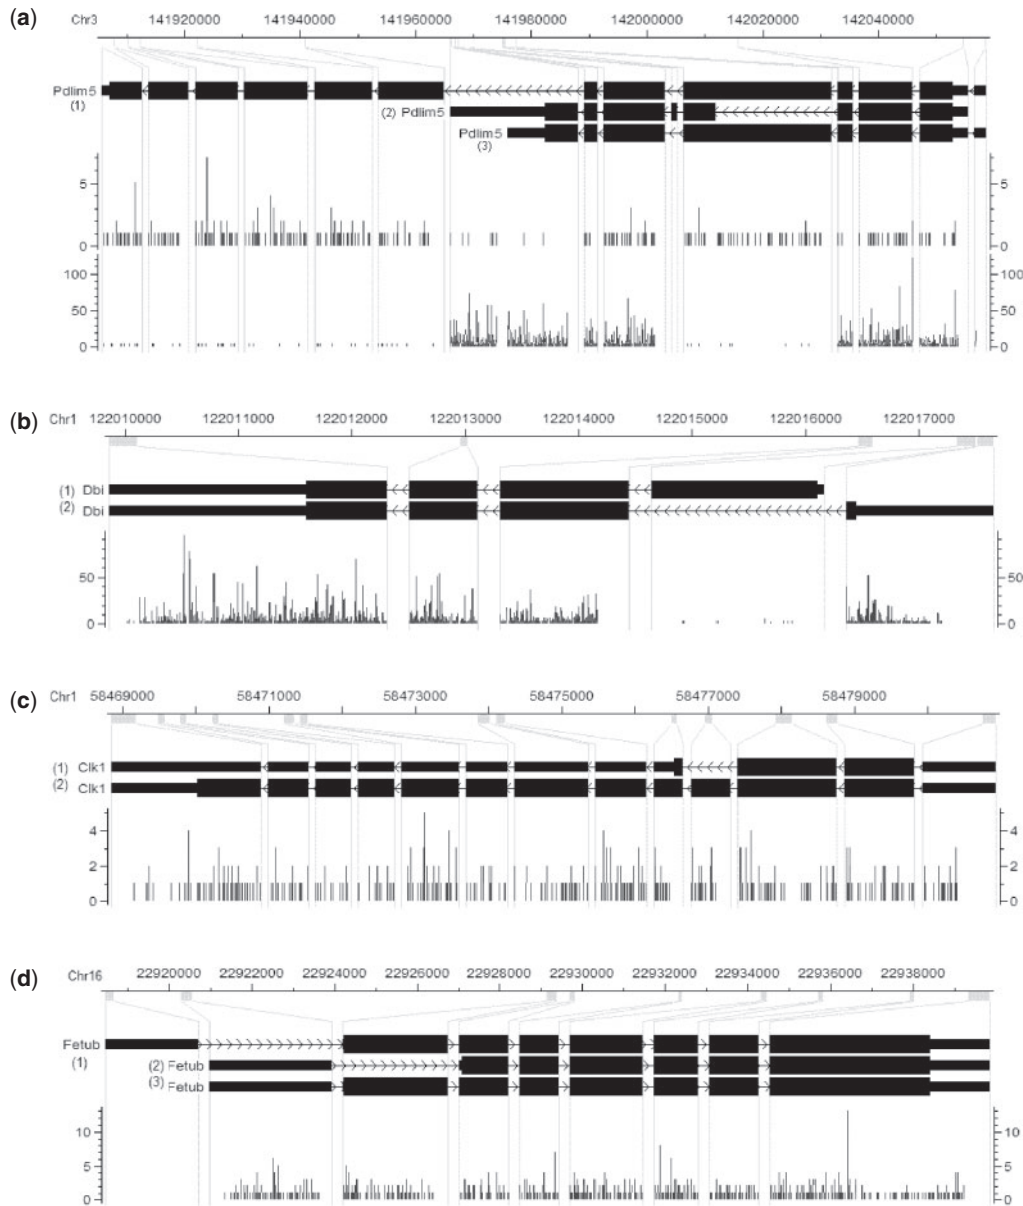 (a)
Chr3 141920000 141940000 141960000 141980000 142000000 142020000 142040000
Pdlim5
(1)
(2) Pdlim5
Pdlim5
(3)
5 5
0 0
100 100
50 50
0 0
(b)
Chr1 122010000 122011000 122012000 122013000 122014000 122015000 122016000 122017000
(1) Dbi
(2) Dbi
50 50
0 0
(c)
Chr1 58469000 58471000 58473000 58475000 58477000 58479000
(1) Clk1
(2) Clk1
4 4
2 2
0 0
(d)
Chr16 22920000 22922000 22924000 22926000 22928000 22930000 22932000 22934000 22936000 22938000
Fetub
(1)
(2) Fetub
(3) Fetub
10 10
5 5
0 0